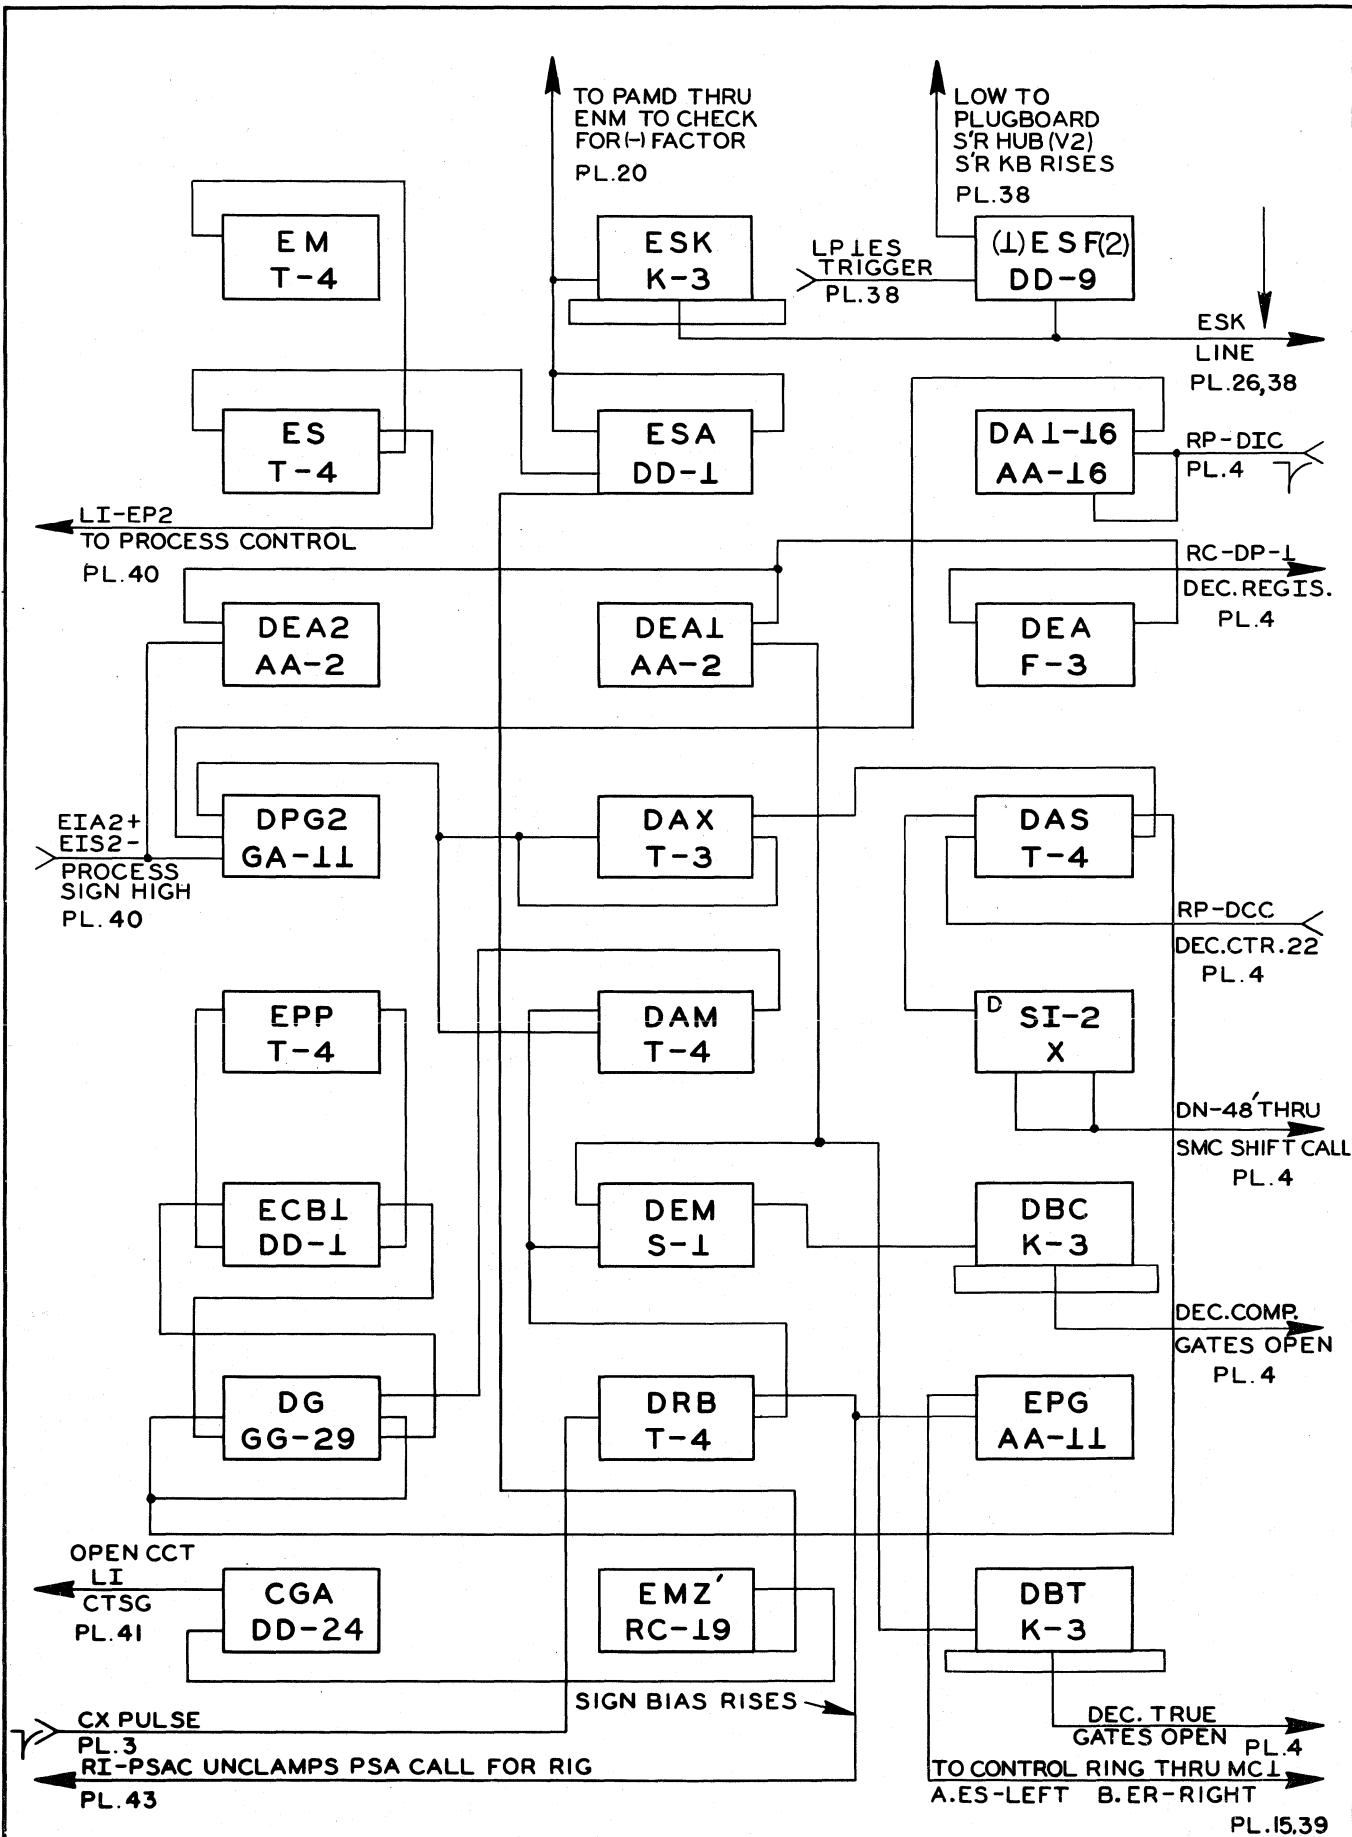 TO PAMD THRU
ENM TO CHECK
FOR (-) FACTOR
PL.20
LOW TO
PLUGBOARD
S'R HUB (V2)
S'R KB RISES
PL.38
EM
T-4
ESK
K-3
LP1ES
TRIGGER
PL.38
(1)ESF(2)
DD-9
ESK
LINE
PL.26,38
ES
T-4
ESA
DD-1
DA1-16
AA-16
RP-DIC
PL.4
LI-EP2
TO PROCESS CONTROL
PL.40
RC-DP-1
DEC.REGIS.
PL.4
DEA2
AA-2
DEA1
AA-2
DEA
F-3
EIA2+
EIS2-
PROCESS
SIGN HIGH
PL.40
DPG2
GA-11
DAX
T-3
DAS
T-4
RP-DCC
DEC.CTR.22
PL.4
EPP
T-4
DAM
T-4
D
SI-2
X
DN-48'THRU
SMC SHIFT CALL
PL.4
ECB1
DD-1
DEM
S-1
DBC
K-3
DEC.COMP.
GATES OPEN
PL.4
DG
GG-29
DRB
T-4
EPG
AA-11
OPEN CCT
LI
CTSG
PL.41
CGA
DD-24
EMZ'
RC-19
DBT
K-3
SIGN BIAS RISES
CX PULSE
PL.3
DEC. TRUE
GATES OPEN
PL.4
RI-PSAC UNCLAMPS PSA CALL FOR RIG
PL.43
TO CONTROL RING THRU MC1
A.ES-LEFT B.ER-RIGHT
PL.15,39